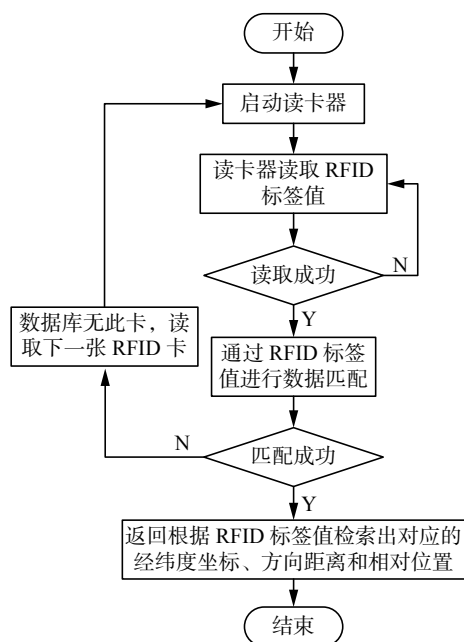 开始
启动读卡器
读卡器读取 RFID
标签值
读取成功
N
Y
数据库无此卡，读
取下一张 RFID 卡
通过 RFID 标签
值进行数据匹配
匹配成功
N
Y
返回根据 RFID 标签值检索出对应的
经纬度坐标、方向距离和相对位置
结束